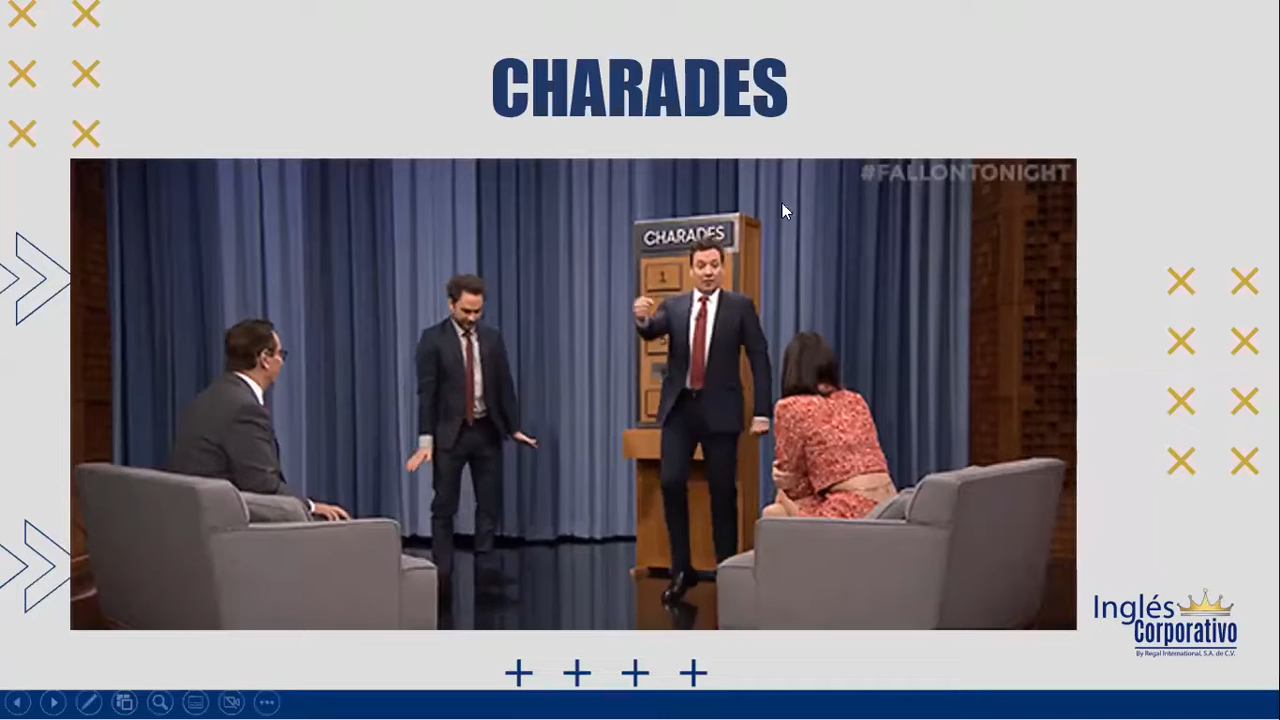 CHARADES
#FALLONTONIGHT
CHARADES
1
Inglés
Corporativo
By Regal International, S.A. de C.V.